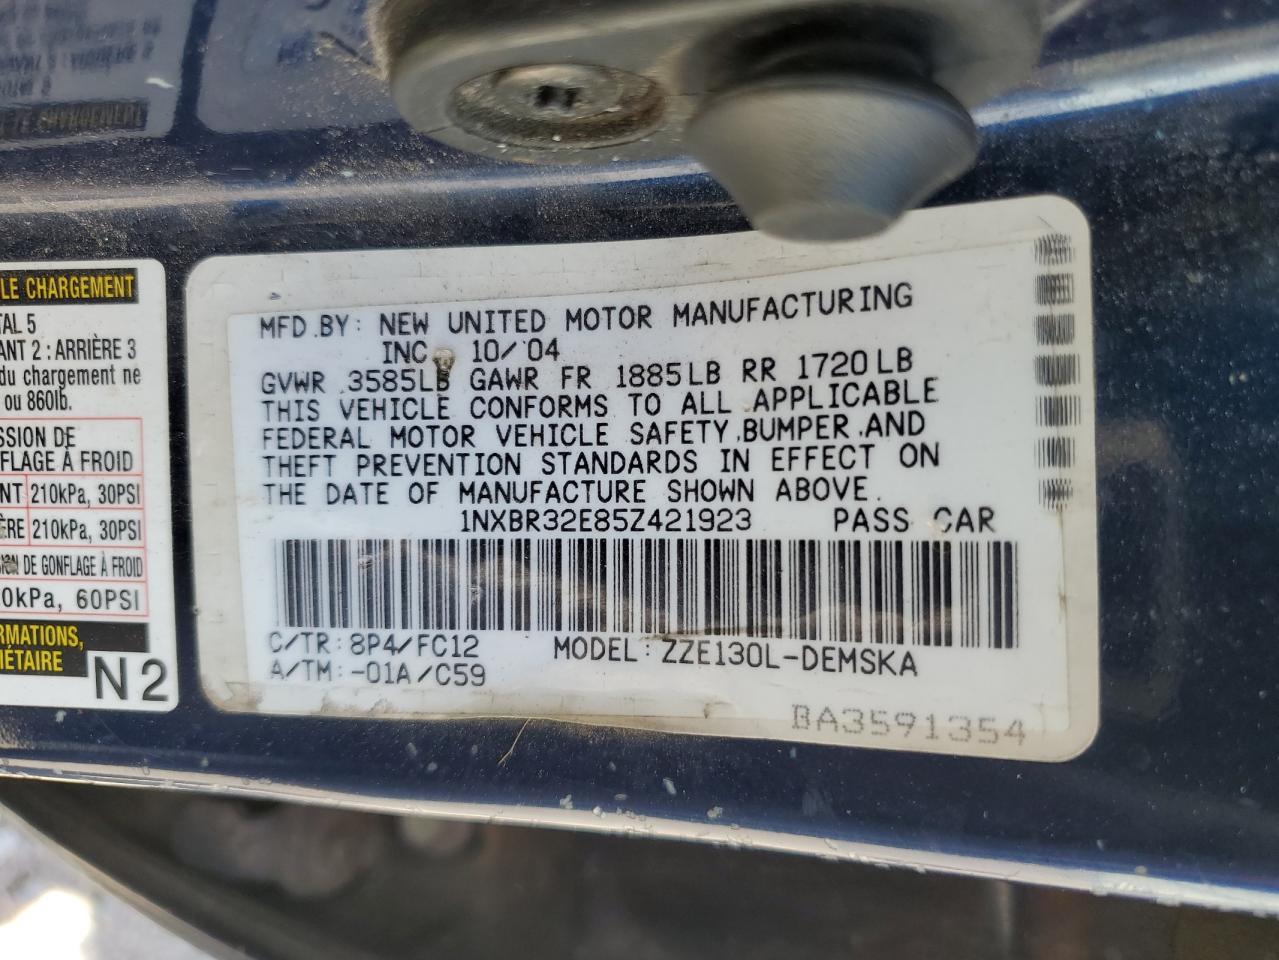 LE CHARGEMENT
TAL 5
ANT 2 : ARRIÈRE 3
du chargement ne
ou 860lb.
SSION DE
FLAGE À FROID
NT 210kPa, 30PSI
ÈRE 210kPa, 30PSI
DE GONFLAGE À FROID
0kPa, 60PSI
RMATIONS,
IÉTAIRE
N2
MFD.BY: NEW UNITED MOTOR MANUFACTURING
INC 10/04
GVWR 3585LB GAWR FR 1885LB RR 1720LB
THIS VEHICLE CONFORMS TO ALL APPLICABLE
FEDERAL MOTOR VEHICLE SAFETY,BUMPER,AND
THEFT PREVENTION STANDARDS IN EFFECT ON
THE DATE OF MANUFACTURE SHOWN ABOVE.
1NXBR32E85Z421923 PASS CAR
C/TR: 8P4/FC12 MODEL: ZZE130L-DEMSKA
A/TM: -01A/C59
BA3591354